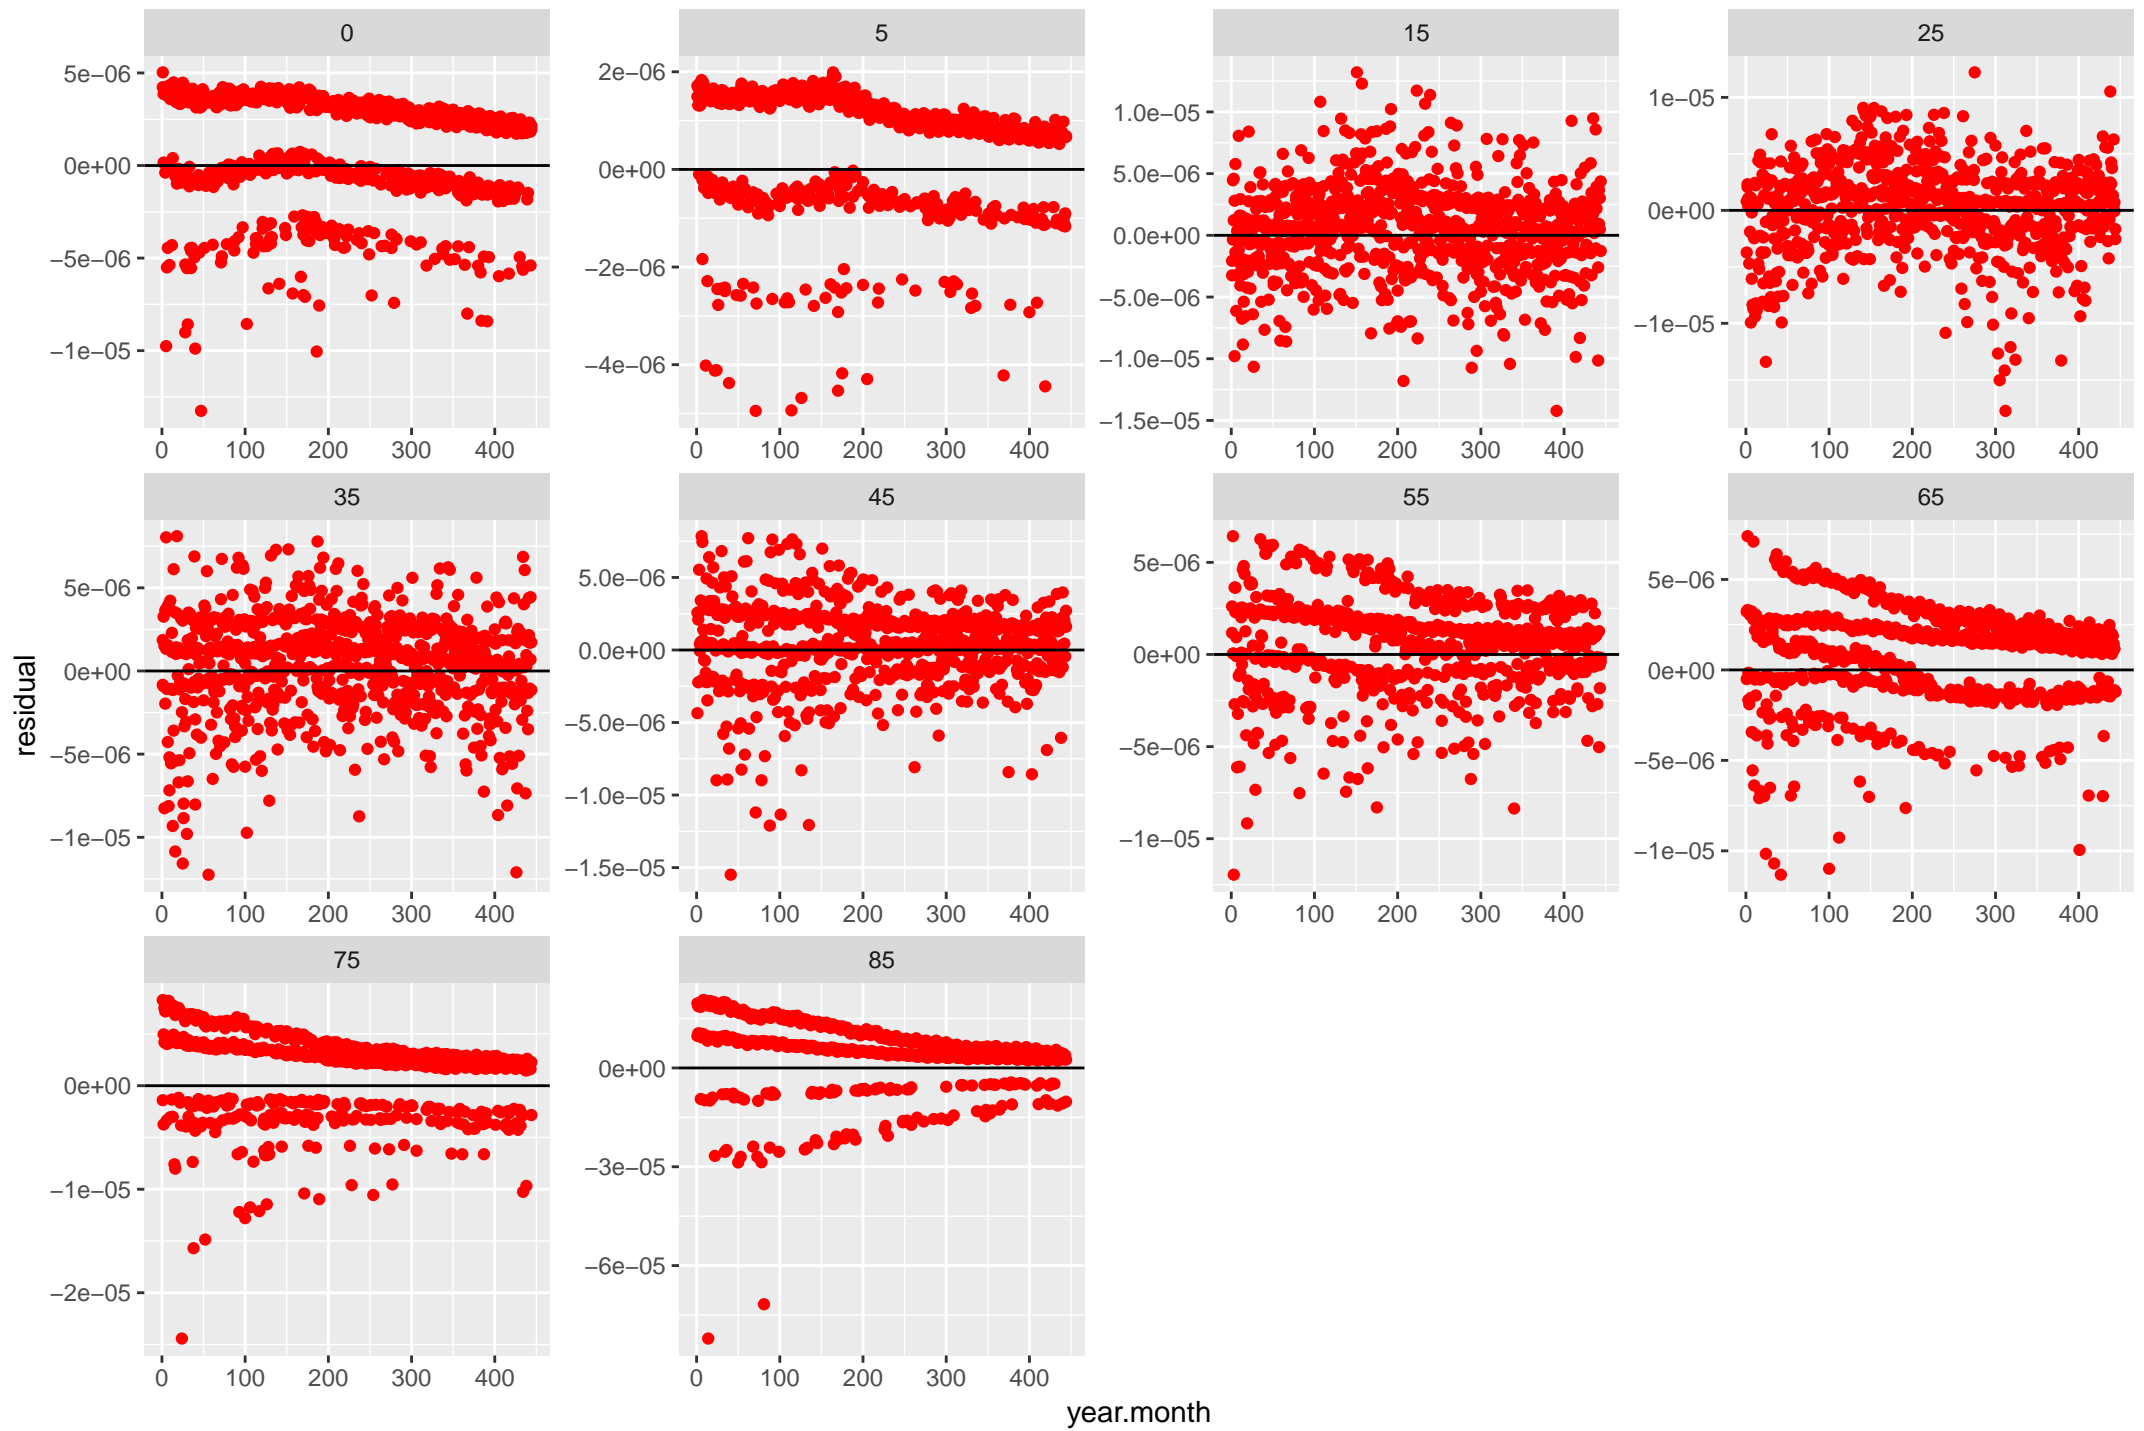 0 5 15 25
5e−06 2e−06 1.0e−05 1e−05
0e+00 0e+00 5.0e−06 0e+00
−5e−06 −2e−06 0.0e+00 −1e−05
−1e−05 −4e−06 −5.0e−06
−1.0e−05
−1.5e−05
0 100 200 300 400 0 100 200 300 400 0 100 200 300 400 0 100 200 300 400
35 45 55 65
5e−06 5.0e−06 5e−06 5e−06
0e+00 0.0e+00 0e+00 0e+00
−5e−06 −5.0e−06 −5e−06 −5e−06
−1e−05 −1.0e−05 −1e−05 −1e−05
−1.5e−05
0 100 200 300 400 0 100 200 300 400 0 100 200 300 400 0 100 200 300 400
residual
75 85
0e+00 0e+00
−1e−05 −3e−05
−2e−05 −6e−05
0 100 200 300 400 0 100 200 300 400
year.month